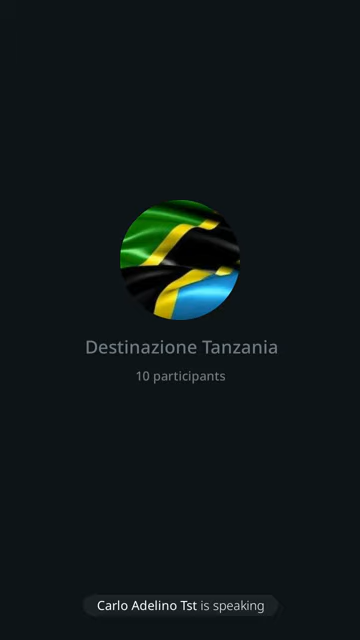 Destinazione Tanzania
10 participants
Carlo Adelino Tst is speaking